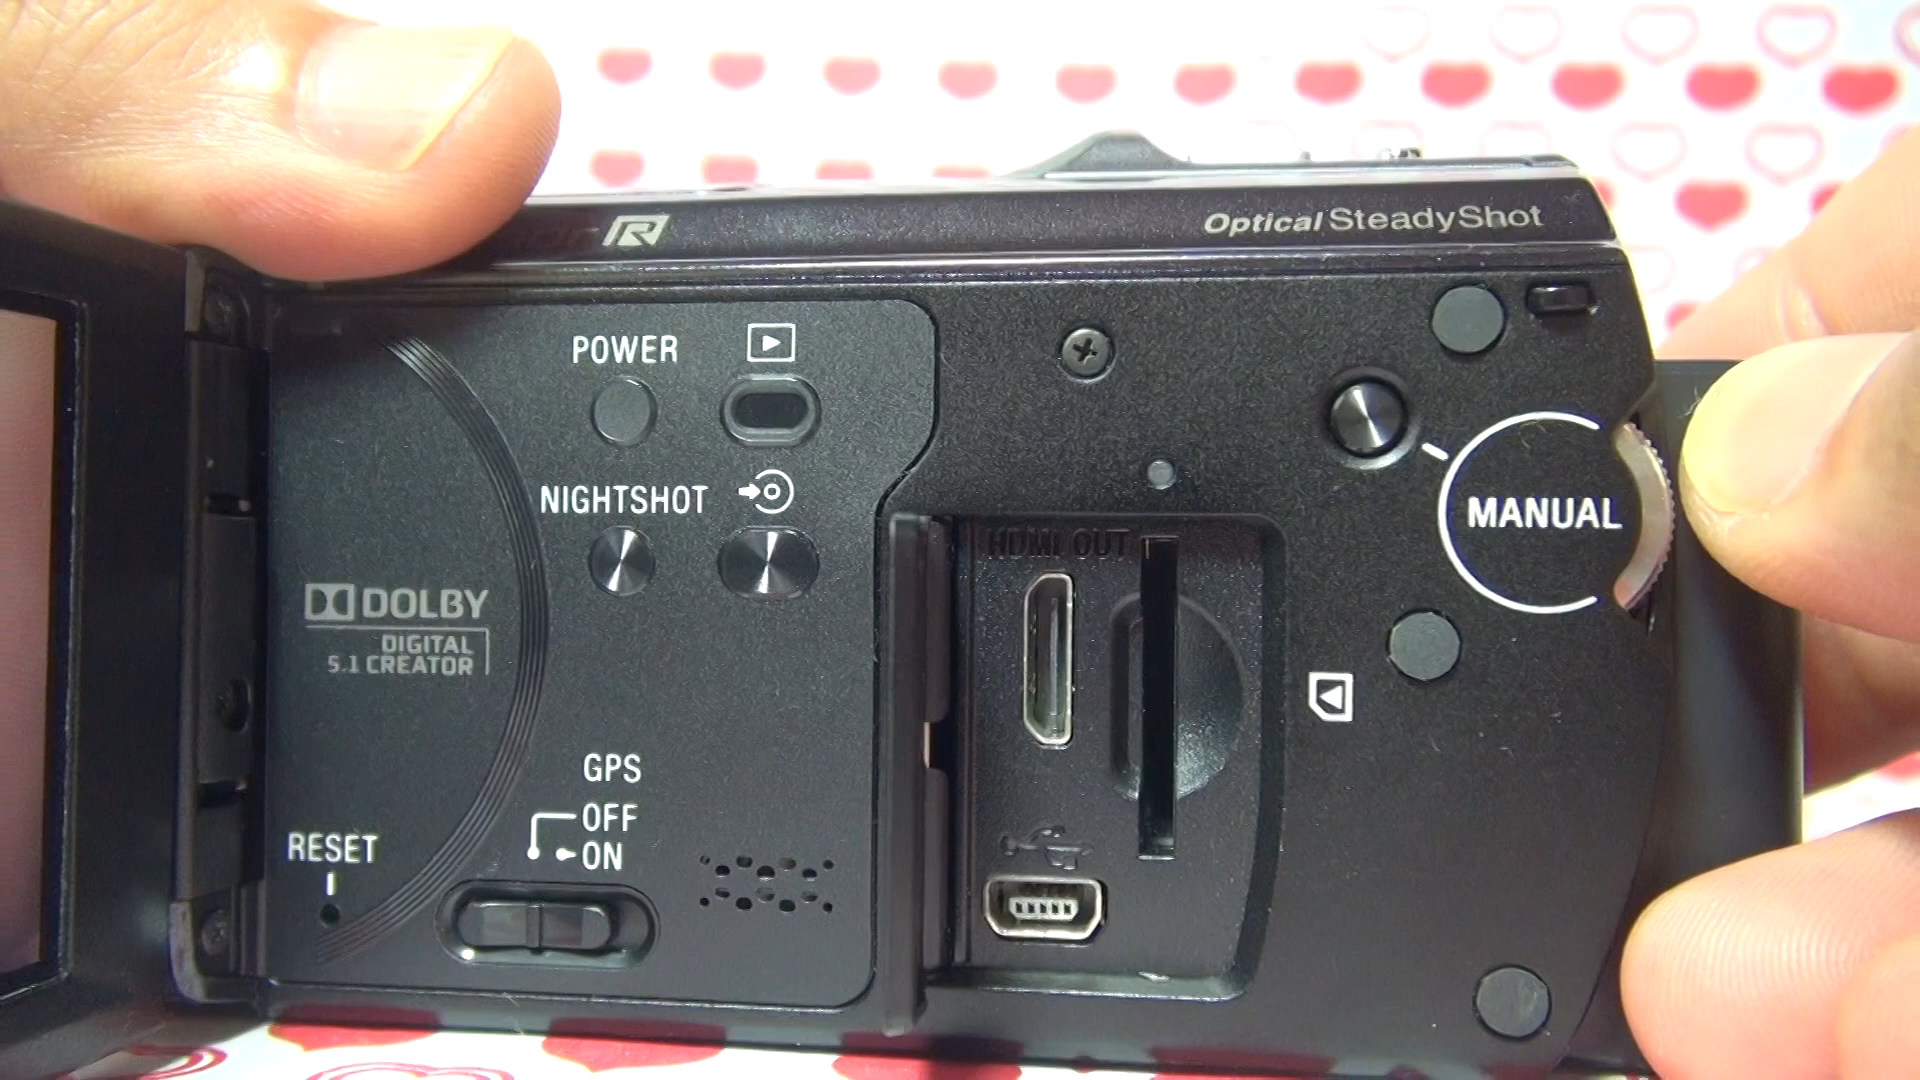 R
Optical SteadyShot
POWER
NIGHTSHOT
HDMI OUT
MANUAL
DOLBY
DIGITAL
5.1 CREATOR
GPS
OFF
ON
RESET